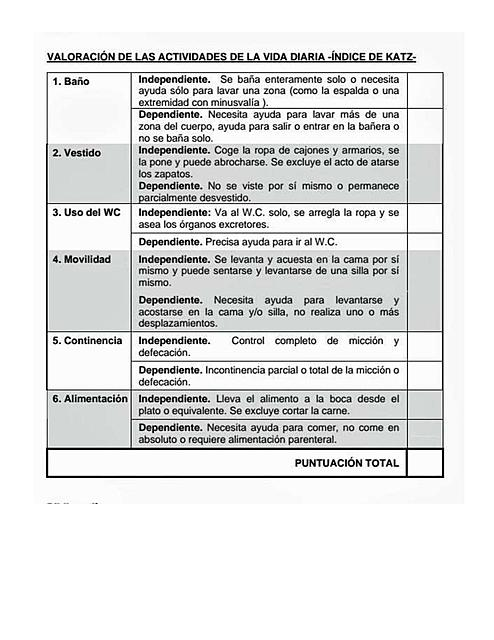 VALORACIÓN DE LAS ACTIVIDADES DE LA VIDA DIARIA -ÍNDICE DE KATZ-
1. Baño
Independiente. Se baña enteramente solo o necesita
ayuda sólo para lavar una zona (como la espalda o una
extremidad con minusvalía ).
Dependiente. Necesita ayuda para lavar más de una
zona del cuerpo, ayuda para salir o entrar en la bañera o
no se baña solo.
2. Vestido
Independiente. Coge la ropa de cajones y armarios, se
la pone y puede abrocharse. Se excluye el acto de atarse
los zapatos.
Dependiente. No se viste por sí mismo o permanece
parcialmente desvestido.
3. Uso del WC
Independiente: Va al W.C. solo, se arregla la ropa y se
asea los órganos excretores.
Dependiente. Precisa ayuda para ir al W.C.
4. Movilidad
Independiente. Se levanta y acuesta en la cama por sí
mismo y puede sentarse y levantarse de una silla por sí
mismo.
Dependiente. Necesita ayuda para levantarse y
acostarse en la cama y/o silla, no realiza uno o más
desplazamientos.
5. Continencia
Independiente. Control completo de micción y
defecación.
Dependiente. Incontinencia parcial o total de la micción o
defecación.
6. Alimentación
Independiente. Lleva el alimento a la boca desde el
plato o equivalente. Se excluye cortar la carne.
Dependiente. Necesita ayuda para comer, no come en
absoluto o requiere alimentación parenteral.
PUNTUACIÓN TOTAL